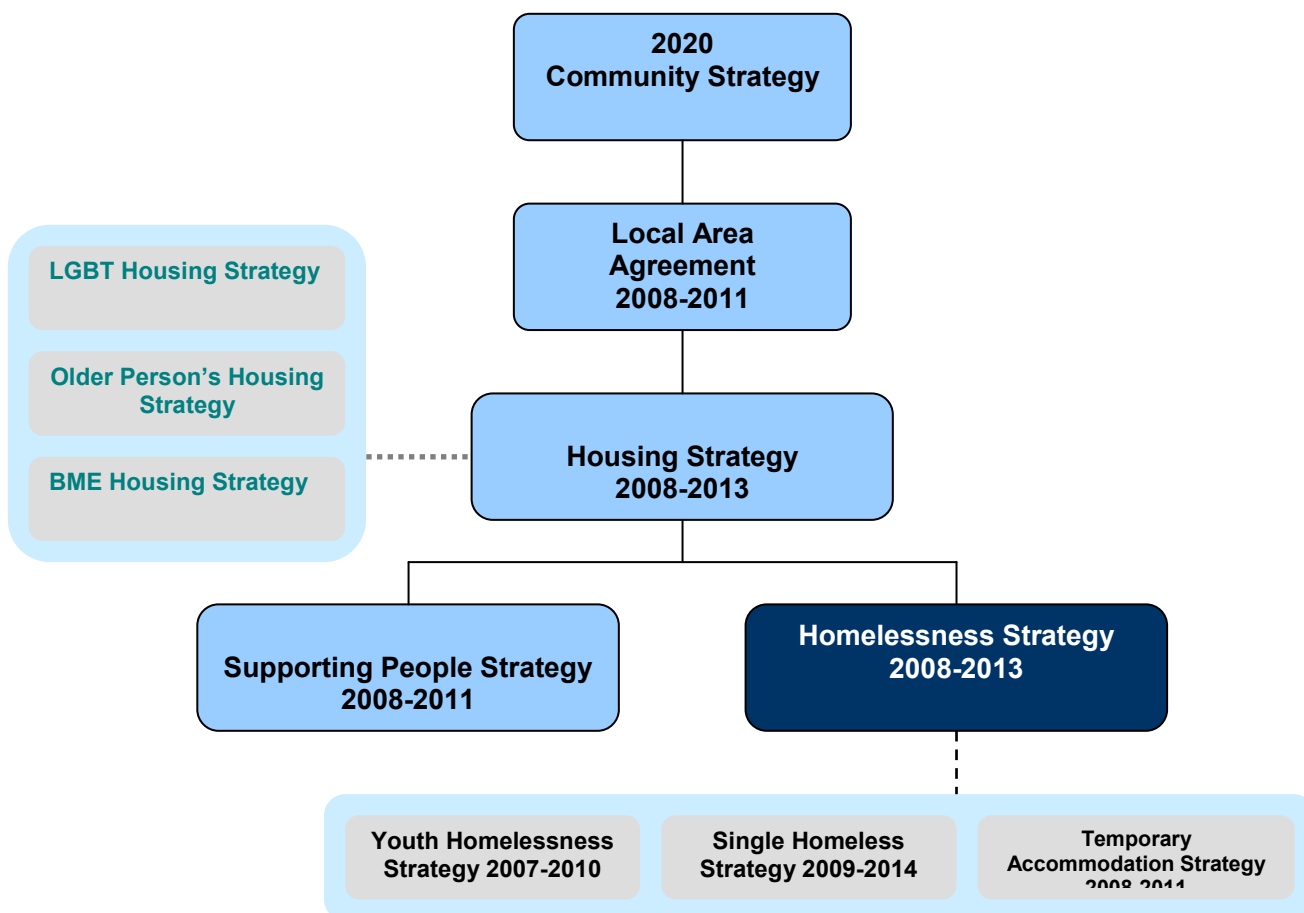 2020
Community Strategy
Local Area
Agreement
2008-2011
LGBT Housing Strategy
Older Person's Housing
Strategy
BME Housing Strategy
Housing Strategy
2008-2013
Supporting People Strategy
2008-2011
Homelessness Strategy
2008-2013
Youth Homelessness
Strategy 2007-2010
Single Homeless
Strategy 2009-2014
Temporary
Accommodation Strategy
2008-2011